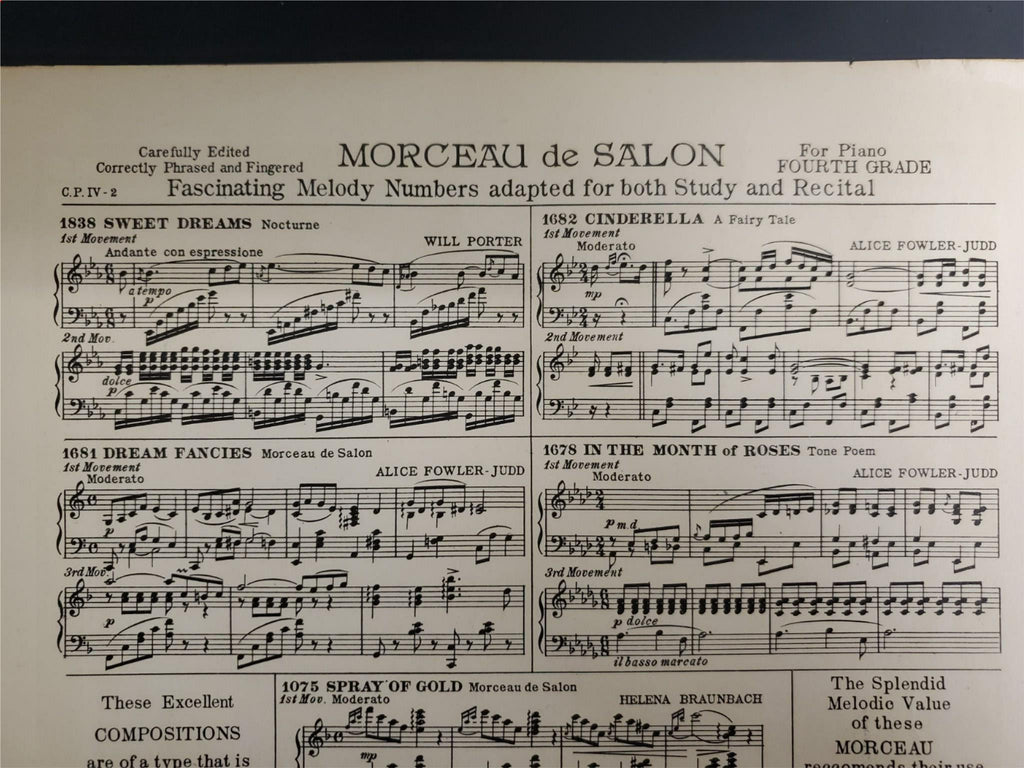 Carefully Edited
Correctly Phrased and Fingered
MORCEAU de SALON
For Piano
FOURTH GRADE
C.P. IV - 2
Fascinating Melody Numbers adapted for both Study and Recital
1838 SWEET DREAMS Nocturne
1st Movement
WILL PORTER
Andante con espressione
a tempo
p
2nd Mov.
dolce
p
1682 CINDERELLA A Fairy Tale
1st Movement
Moderato
ALICE FOWLER-JUDD
mp
2nd Movement
1681 DREAM FANCIES Morceau de Salon
1st Movement
Moderato
ALICE FOWLER-JUDD
p
3rd Mov.
p
1678 IN THE MONTH of ROSES Tone Poem
1st Movement
Moderato
ALICE FOWLER-JUDD
p m.d.
3rd Movement
p dolce
il basso marcato
These Excellent
COMPOSITIONS
are of a type that is
1075 SPRAY OF GOLD Morceau de Salon
1st Mov. Moderato
HELENA BRAUNBACH
mp
The Splendid
Melodic Value
of these
MORCEAU
recommends their use